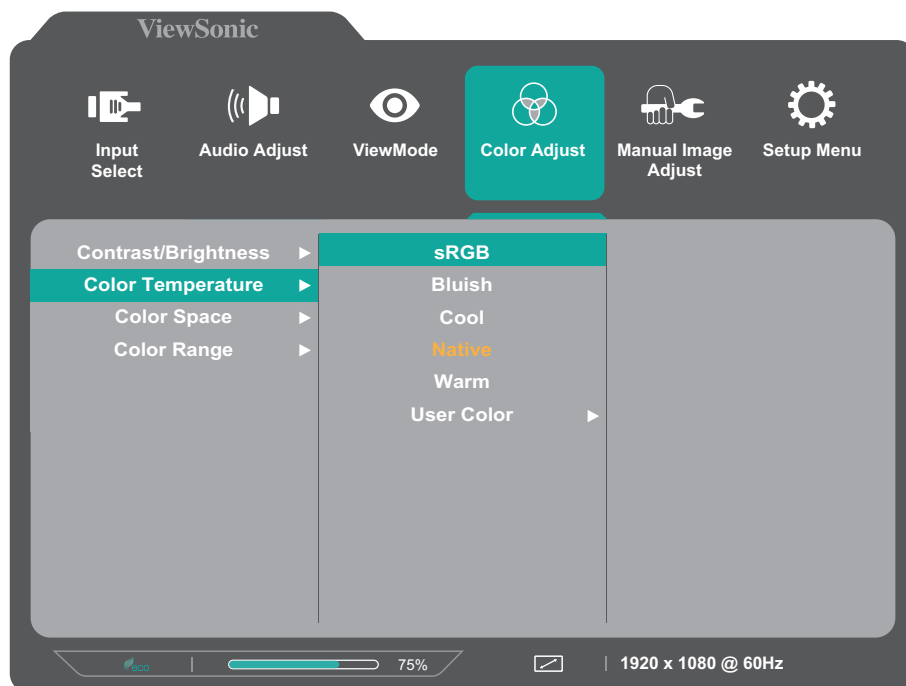 ViewSonic
Input
Select
Audio Adjust
ViewMode
Color Adjust
Manual Image
Adjust
Setup Menu
Contrast/Brightness
Color Temperature
Color Space
Color Range
sRGB
Bluish
Cool
Native
Warm
User Color
eco
75%
1920 x 1080 @ 60Hz